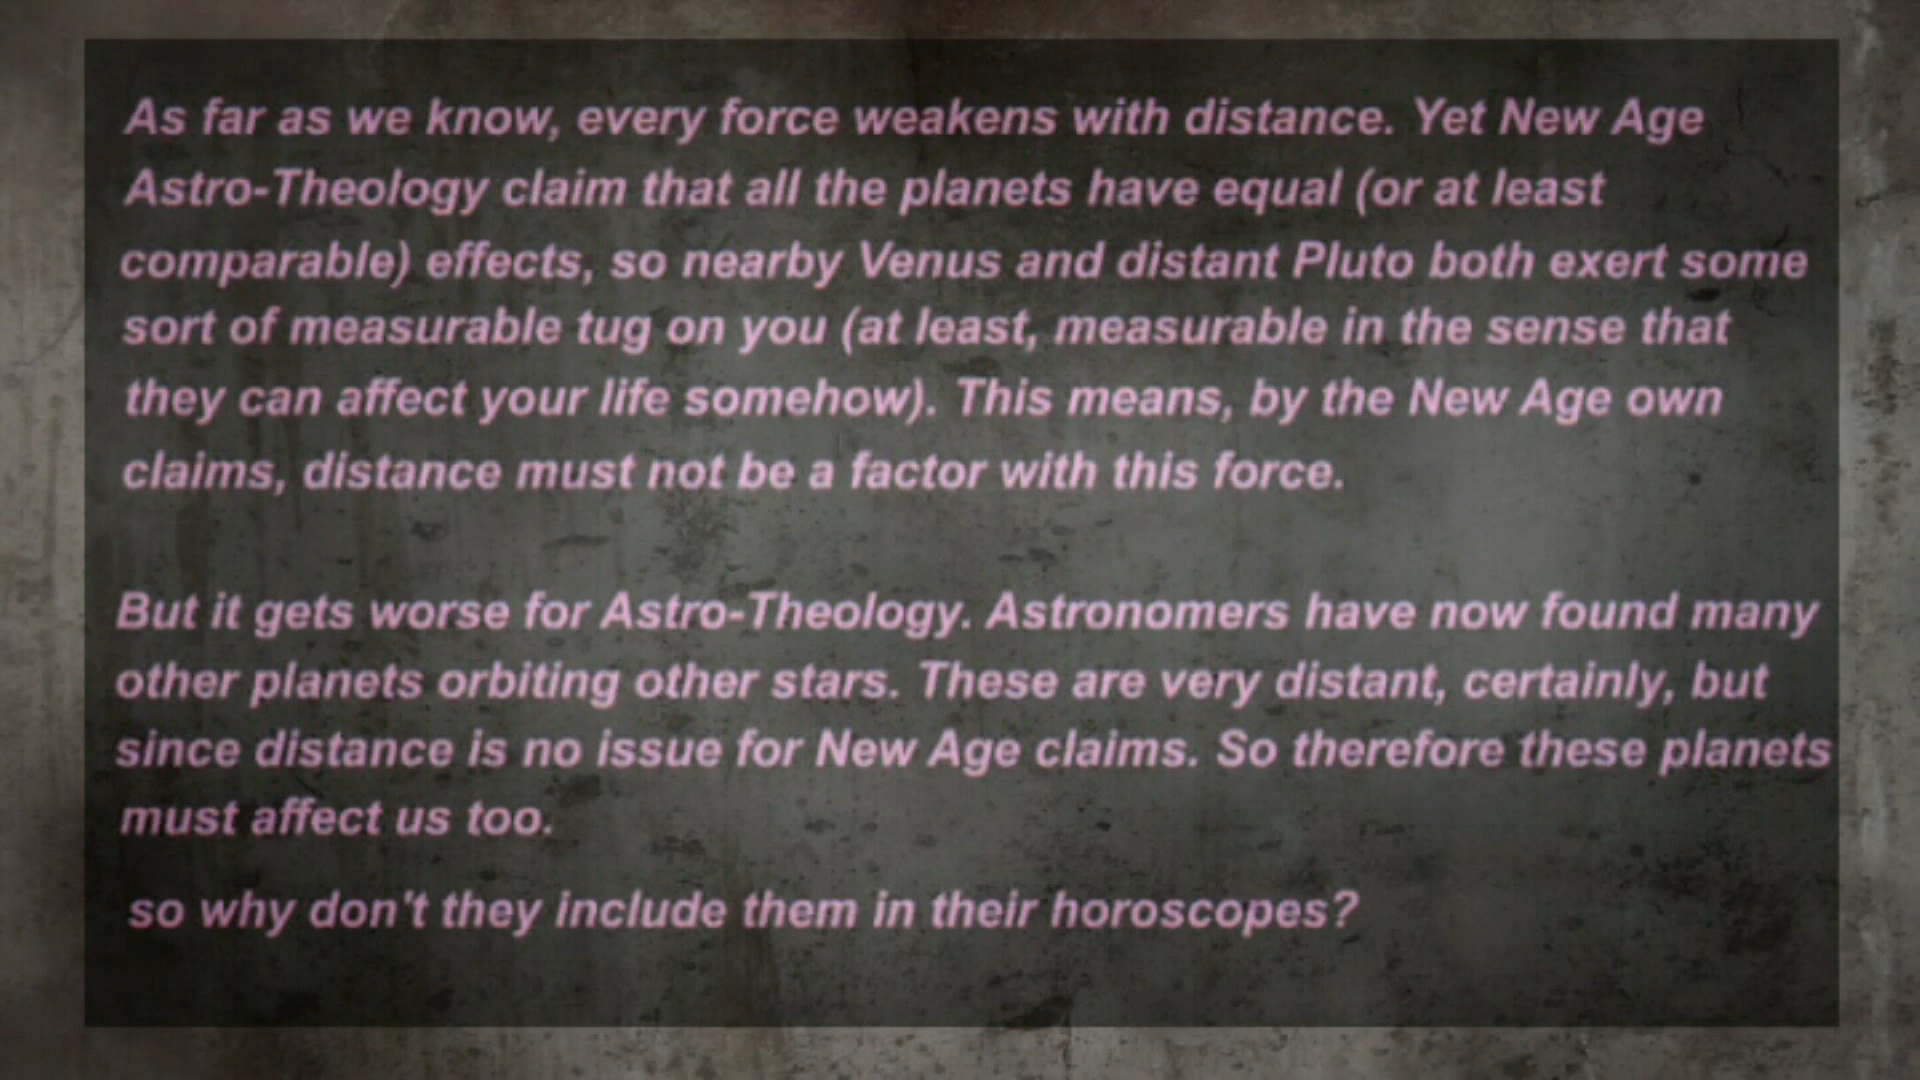 As far as we know, every force weakens with distance. Yet New Age
Astro-Theology claim that all the planets have equal (or at least
comparable) effects, so nearby Venus and distant Pluto both exert some
sort of measurable tug on you (at least, measurable in the sense that
they can affect your life somehow). This means, by the New Age own
claims, distance must not be a factor with this force.
But it gets worse for Astro-Theology. Astronomers have now found many
other planets orbiting other stars. These are very distant, certainly, but
since distance is no issue for New Age claims. So therefore these planets
must affect us too.
so why don't they include them in their horoscopes?